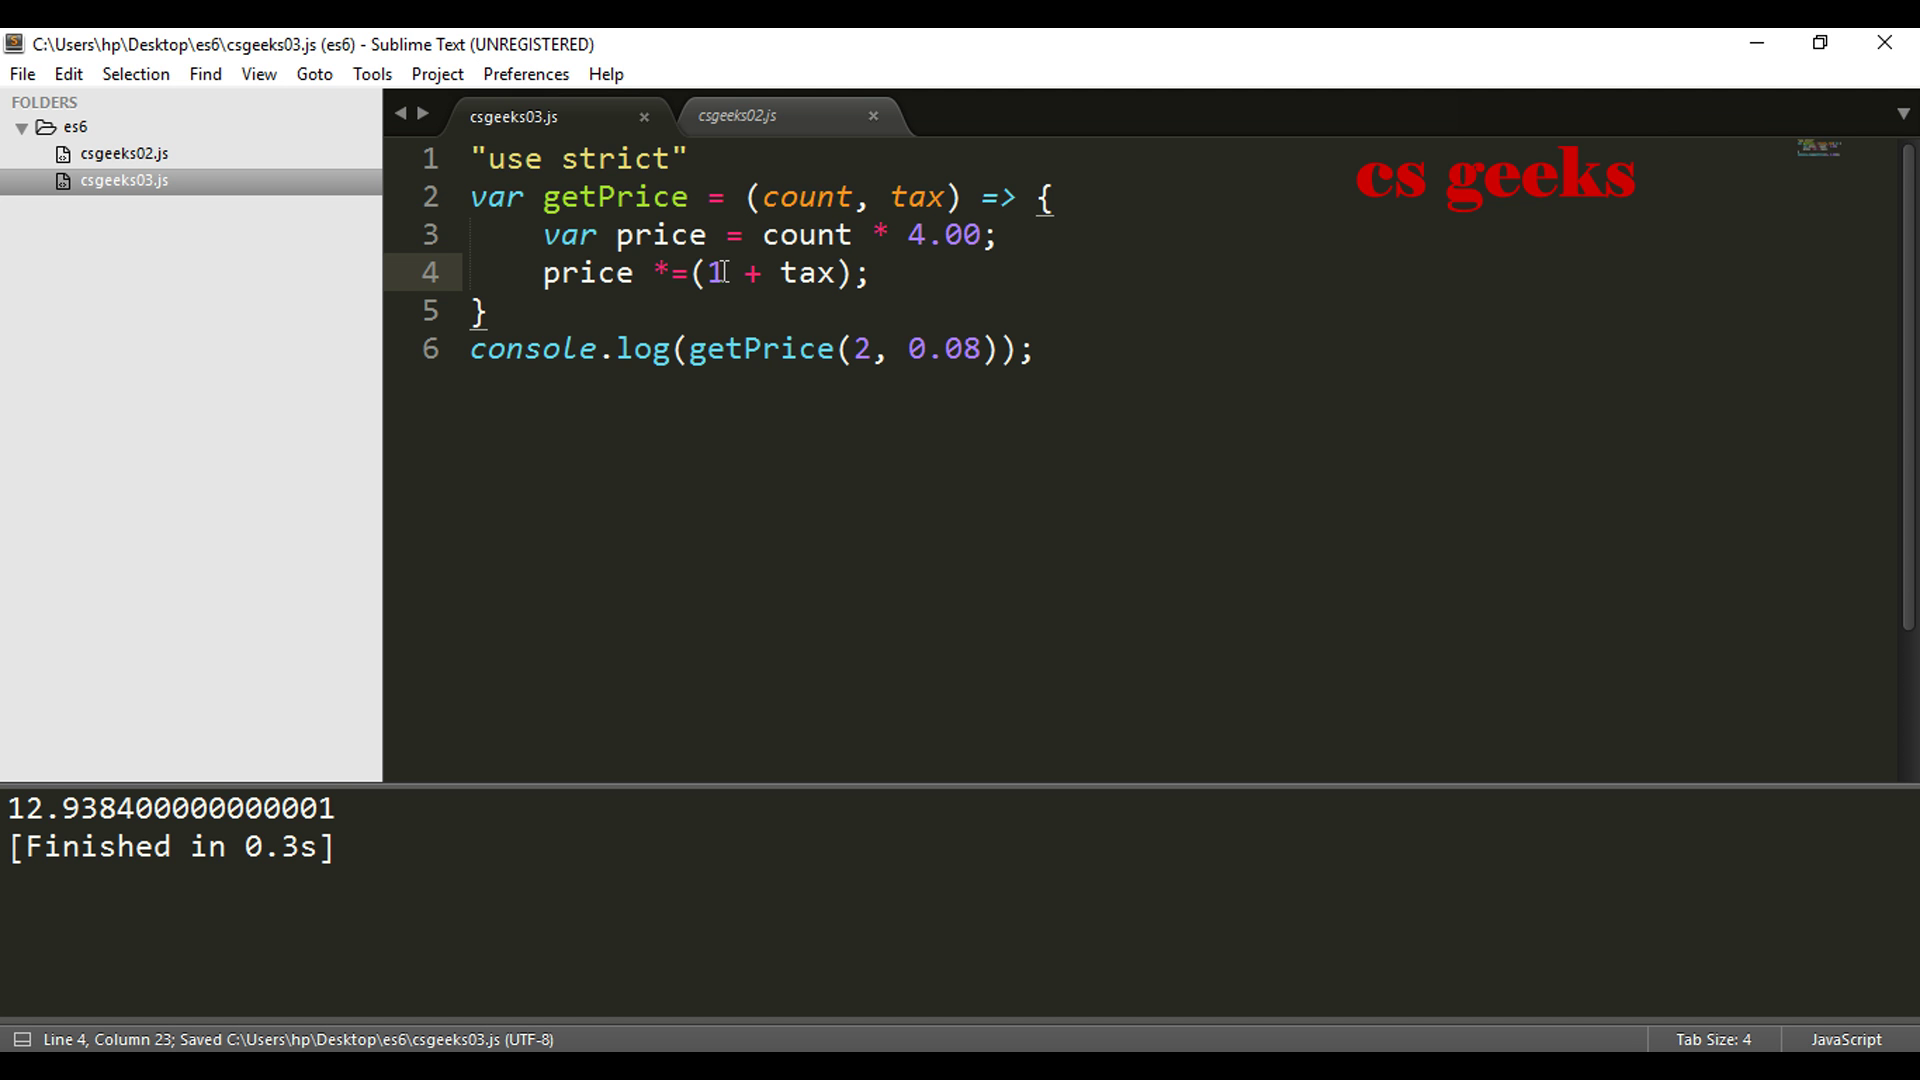 C:\Users\hp\Desktop\es6\csgeeks03.js (es6) - Sublime Text (UNREGISTERED)
File Edit Selection Find View Goto Tools Project Preferences Help
FOLDERS
es6
csgeeks02.js
csgeeks03.js
csgeeks03.js csgeeks02.js
cs geeks
1 "use strict"
2 var getPrice = (count, tax) => {
3 var price = count * 4.00;
4 price *=(1 + tax);
5 }
6 console.log(getPrice(2, 0.08));
12.938400000000001
[Finished in 0.3s]
Line 4, Column 23; Saved C:\Users\hp\Desktop\es6\csgeeks03.js (UTF-8) Tab Size: 4 JavaScript